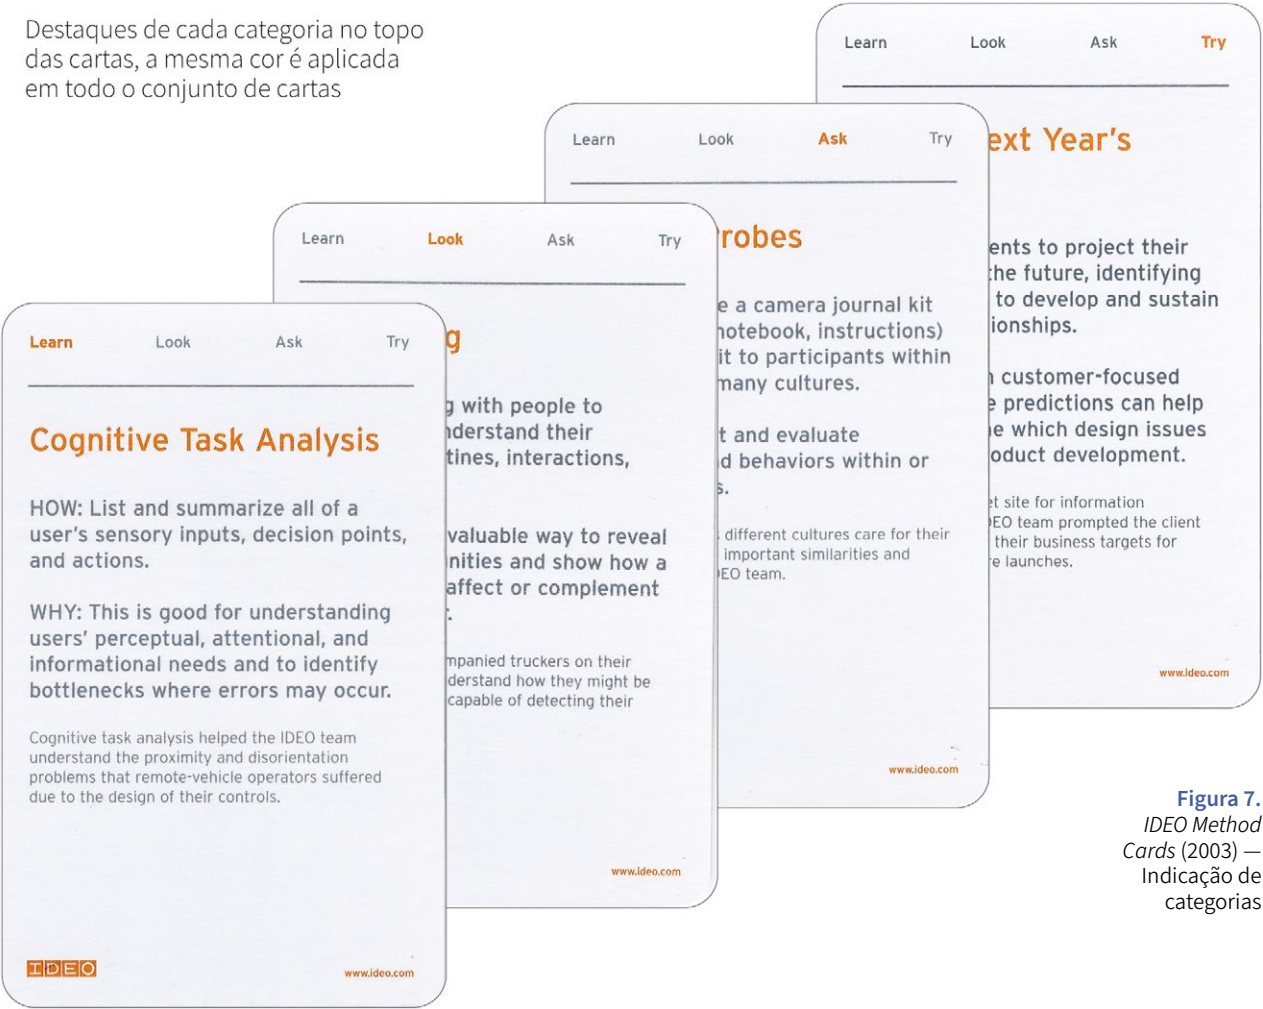 Destaques de cada categoria no topo
das cartas, a mesma cor é aplicada
em todo o conjunto de cartas
Learn Look Ask Try
Cognitive Task Analysis
HOW: List and summarize all of a
user's sensory inputs, decision points,
and actions.
WHY: This is good for understanding
users' perceptual, attentional, and
informational needs and to identify
bottlenecks where errors may occur.
Cognitive task analysis helped the IDEO team
understand the proximity and disorientation
problems that remote-vehicle operators suffered
due to the design of their controls.
IDEO www.ideo.com
Learn Look Ask Try
g
g with people to
nderstand their
tines, interactions,
valuable way to reveal
nities and show how a
affect or complement
r.
mpanied truckers on their
derstand how they might be
capable of detecting their
www.ideo.com
Learn Look Ask Try
robes
e a camera journal kit
notebook, instructions)
it to participants within
many cultures.
t and evaluate
d behaviors within or
s.
different cultures care for their
important similarities and
EO team.
www.ideo.com
Learn Look Ask Try
ext Year's
ents to project their
the future, identifying
to develop and sustain
ionships.
n customer-focused
e predictions can help
e which design issues
oduct development.
et site for information
EO team prompted the client
their business targets for
re launches.
www.ideo.com
Figura 7.
IDEO Method
Cards (2003) —
Indicação de
categorias